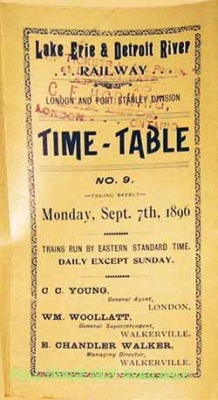 Lake Erie & Detroit River
RAILWAY
LONDON AND PORT STANLEY DIVISION
TIME-TABLE
NO. 9.
—TAKING EFFECT—
Monday, Sept. 7th, 1896
TRAINS RUN BY EASTERN STANDARD TIME.
DAILY EXCEPT SUNDAY.
C. C. YOUNG,
General Agent,
LONDON,
WM. WOOLLATT,
General Superintendent,
WALKERVILLE.
E. CHANDLER WALKER,
Managing Director,
WALKERVILLE.
LONDON
ONTARIO